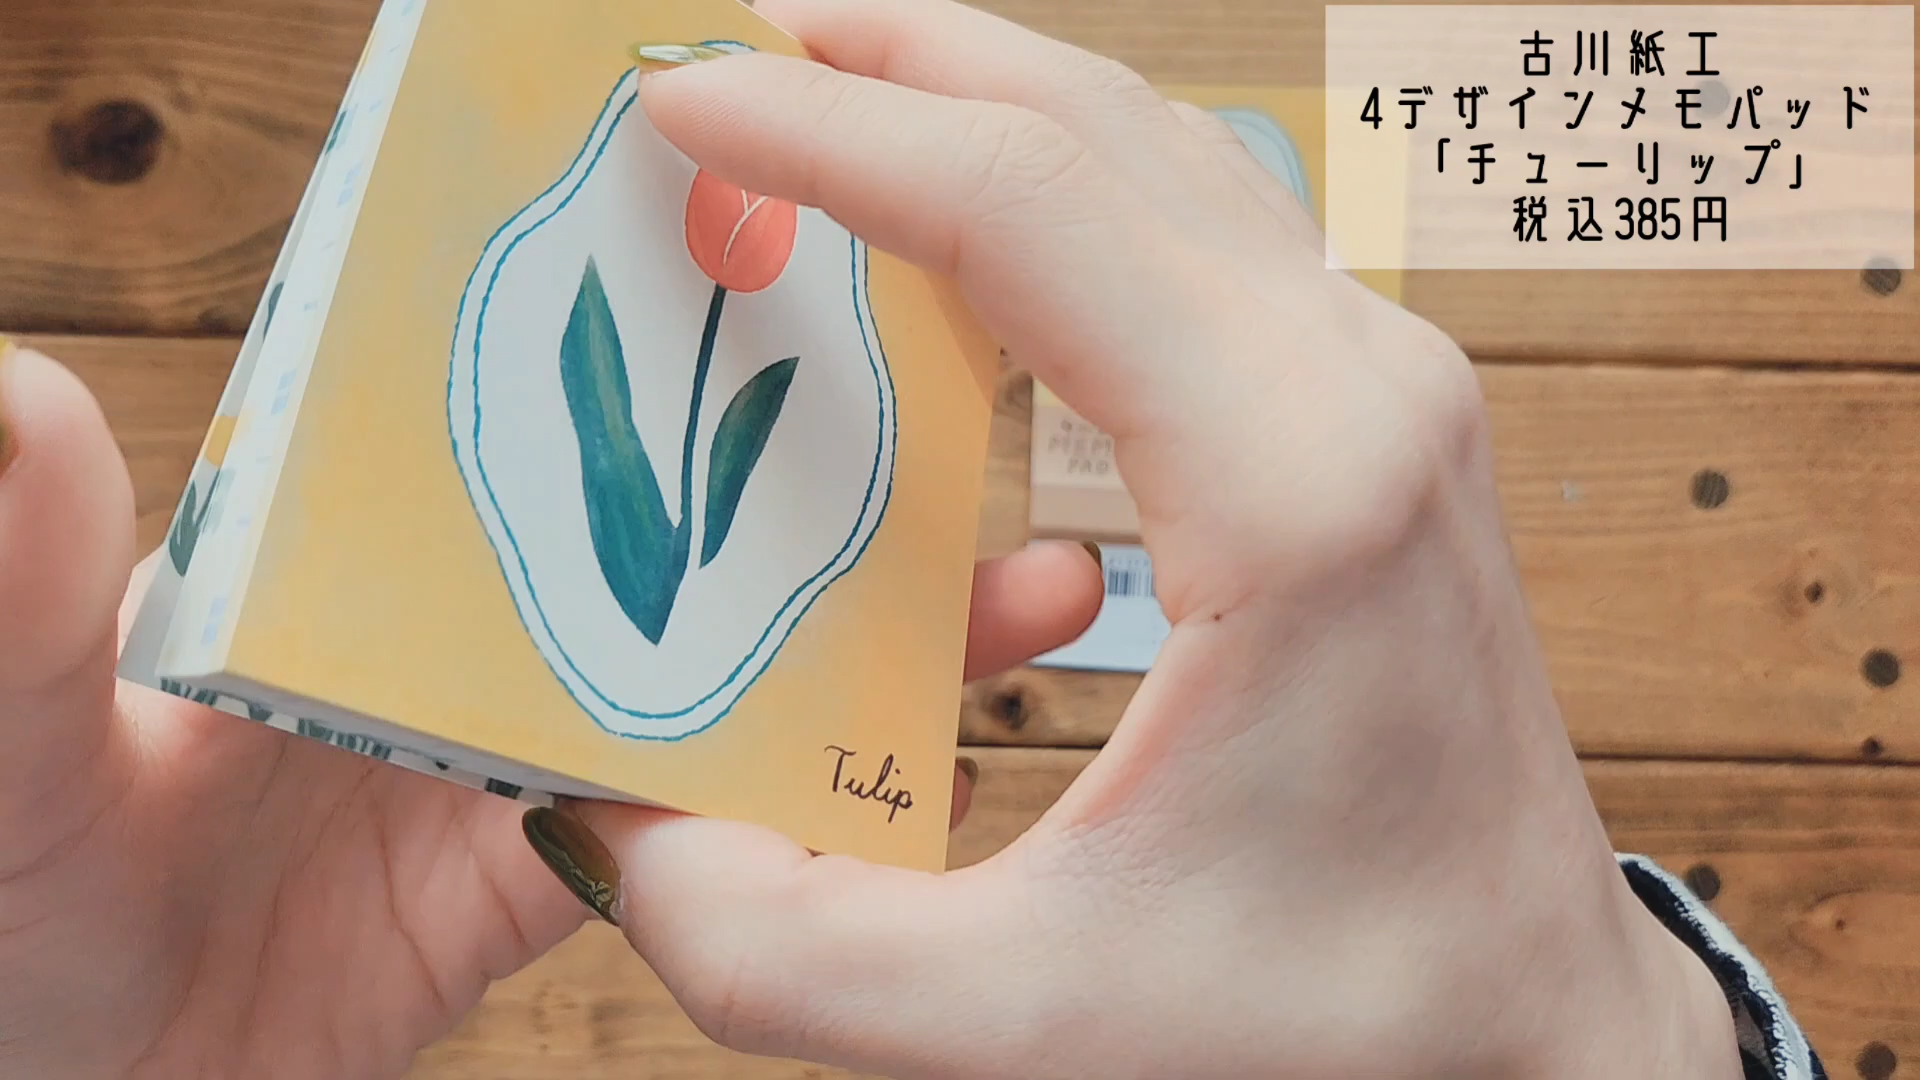 古川紙工
4デザインメモパッド
「チューリップ」
税込385円
Tulip